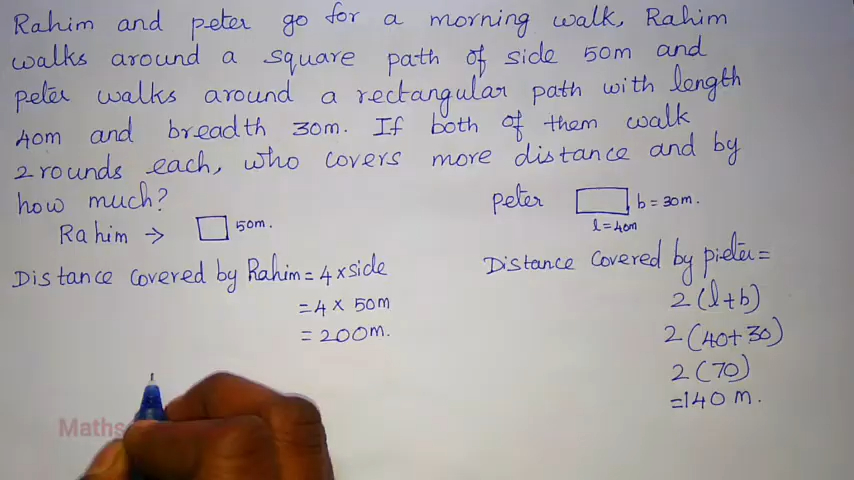 Rahim and peter go for a morning walk, Rahim
walks around a square path of side 50m and
peter walks around a rectangular path with length
40m and breadth 30m. If both of them walk
2 rounds each, who covers more distance and by
how much?
Rahim → 50m.
Distance covered by Rahim = 4 × side
= 4 × 50m
= 200m.
peter b = 30m.
l = 40m
Distance covered by pieter =
2 (l+b)
2 (40+30)
2 (70)
=140 m.
Maths